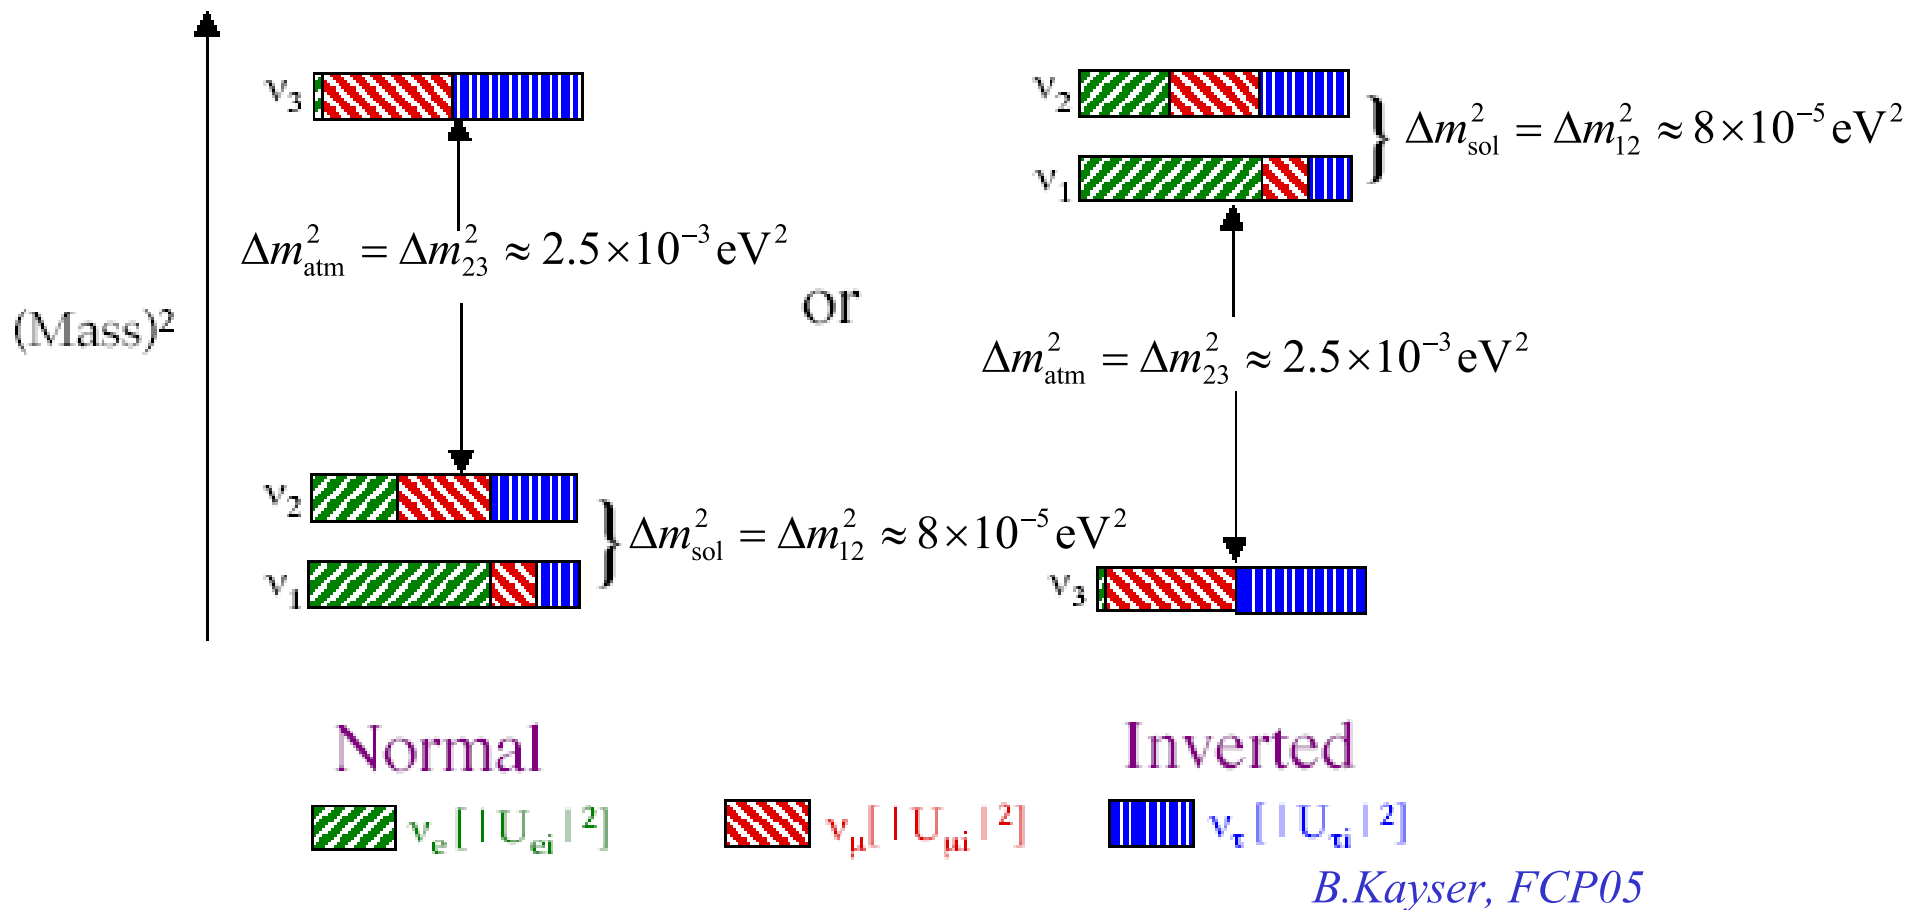 ν₃
ν₂
Δm²sol = Δm²12 ≈ 8×10⁻⁵ eV²
ν₁
Δm²atm = Δm²23 ≈ 2.5×10⁻³ eV²
or
(Mass)²
Δm²atm = Δm²23 ≈ 2.5×10⁻³ eV²
ν₂
Δm²sol = Δm²12 ≈ 8×10⁻⁵ eV²
ν₁
ν₃
Normal
Inverted
νe [ | Uei | ²]
νμ[ | Uμi | ²]
ντ [ | Uτi | ²]
B.Kayser, FCP05